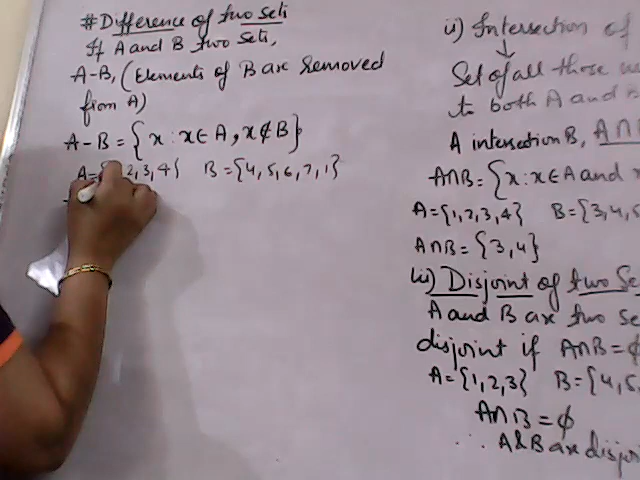 # Difference of two sets
If A and B two sets,
A-B, (Elements of B are removed
from A)
A-B = { x : x ∈ A, x ∉ B}
A={ 2,3,4} B={4,5,6,7,1}
ii) Intersection of
↓
Set of all those
to both A and B
A intersection B, A∩B
A∩B={x:x∈A and x
A={1,2,3,4} B={3,4,5
A∩B={3,4}
iii) Disjoint of two Se
A and B are two se
disjoint if A∩B=ϕ
A={1,2,3} B={4,5,
A∩B=ϕ
∴ A&B are disjoi